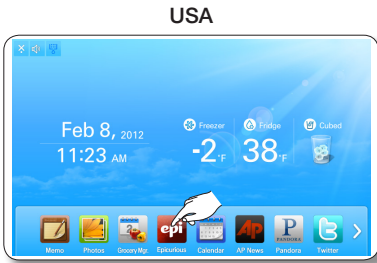 USA
Feb 8, 2012
11:23 AM
Freezer
-2°F
Fridge
38°F
Cubed
Memo
Photos
Grocery Mgr.
epi
Epicurious
Calendar
AP
AP News
P
PANDORA
Pandora
Twitter